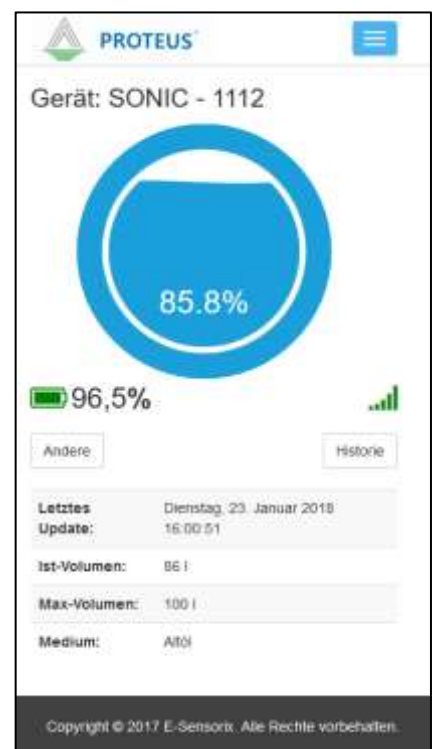 PROTEUS
Gerät: SONIC - 1112
85.8%
96,5%
Andere
Historie
Letztes Update:
Dienstag, 23. Januar 2018 16:00:51
Ist-Volumen: 86 l
Max-Volumen: 100 l
Medium: Altöl
Copyright © 2017 E-Sensorix. Alle Rechte vorbehalten.